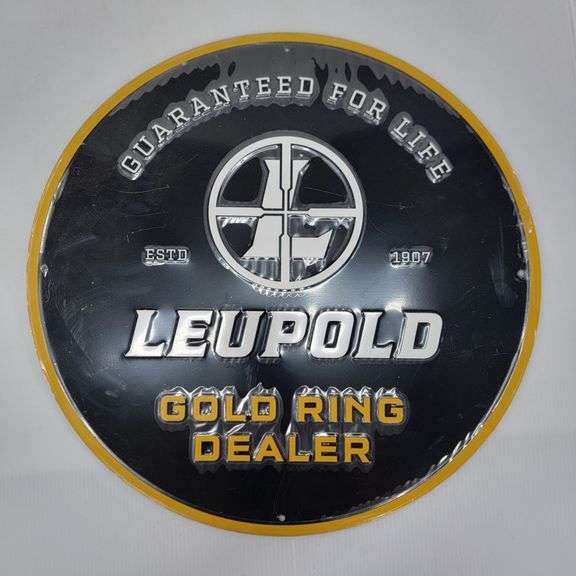 GUARANTEED FOR LIFE
L
ESTD 1907
LEUPOLD
GOLD RING
DEALER